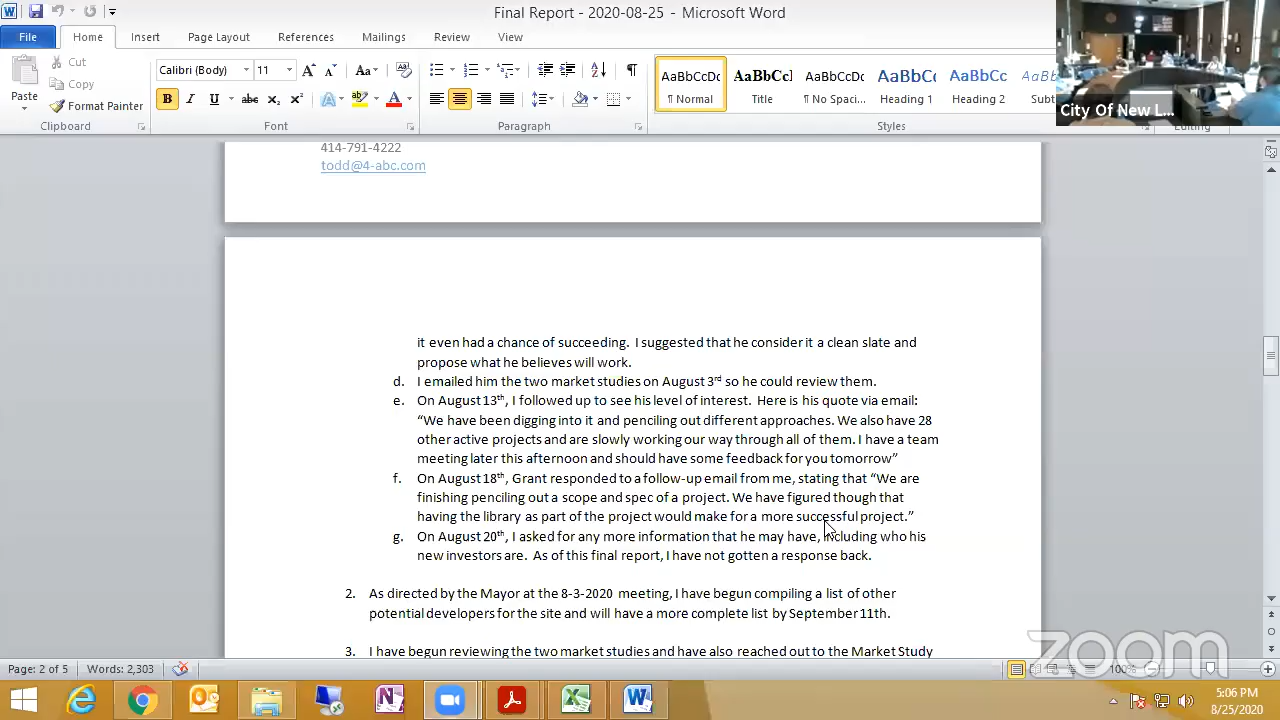 Final Report - 2020-08-25 - Microsoft Word
File Home Insert Page Layout References Mailings Review View
Paste
Cut
Copy
Format Painter
Clipboard
Calibri (Body) 11
Font
Paragraph
AaBbCcDc AaBbCcI AaBbCcDc AaBbCc AaBbCc AaBbCc
¶ Normal Title ¶ No Spaci... Heading 1 Heading 2 Subt
Styles
City Of New L...
414-791-4222
todd@4-abc.com
it even had a chance of succeeding. I suggested that he consider it a clean slate and
propose what he believes will work.
d. I emailed him the two market studies on August 3rd so he could review them.
e. On August 13th, I followed up to see his level of interest. Here is his quote via email:
“We have been digging into it and penciling out different approaches. We also have 28
other active projects and are slowly working our way through all of them. I have a team
meeting later this afternoon and should have some feedback for you tomorrow”
f. On August 18th, Grant responded to a follow-up email from me, stating that “We are
finishing penciling out a scope and spec of a project. We have figured though that
having the library as part of the project would make for a more successful project.”
g. On August 20th, I asked for any more information that he may have, including who his
new investors are. As of this final report, I have not gotten a response back.
2. As directed by the Mayor at the 8-3-2020 meeting, I have begun compiling a list of other
potential developers for the site and will have a more complete list by September 11th.
3. I have begun reviewing the two market studies and have also reached out to the Market Study
zoom
Page: 2 of 5 Words: 2,303 100%
5:06 PM
8/25/2020